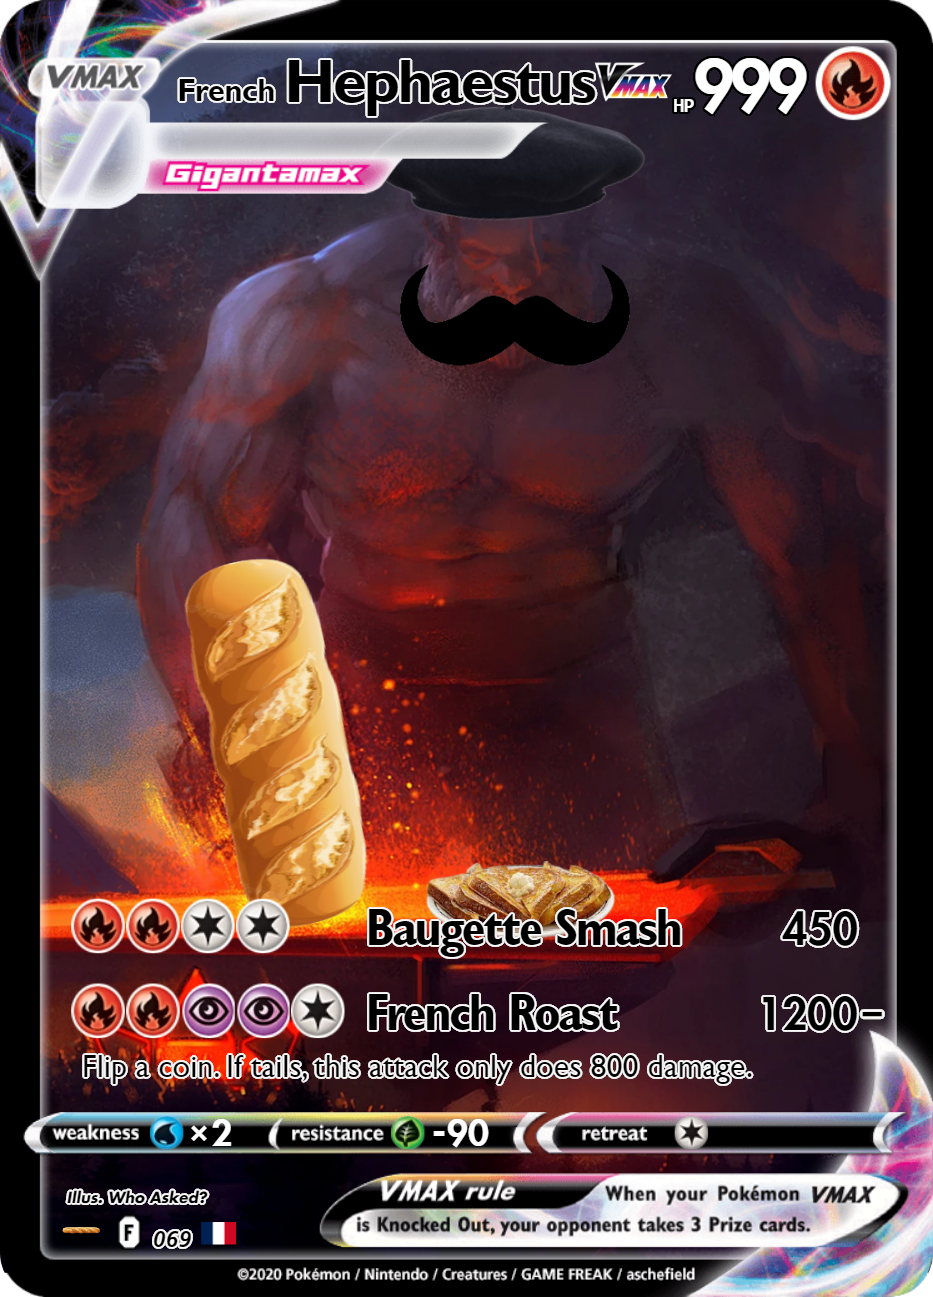 VMAX
French Hephaestus VMAX HP 999
Gigantamax
Baugette Smash 450
French Roast 1200-
Flip a coin. If tails, this attack only does 800 damage.
weakness ×2 resistance -90 retreat
Illus. Who Asked?
F 069
VMAX rule When your Pokémon VMAX
is Knocked Out, your opponent takes 3 Prize cards.
©2020 Pokémon / Nintendo / Creatures / GAME FREAK / aschefield